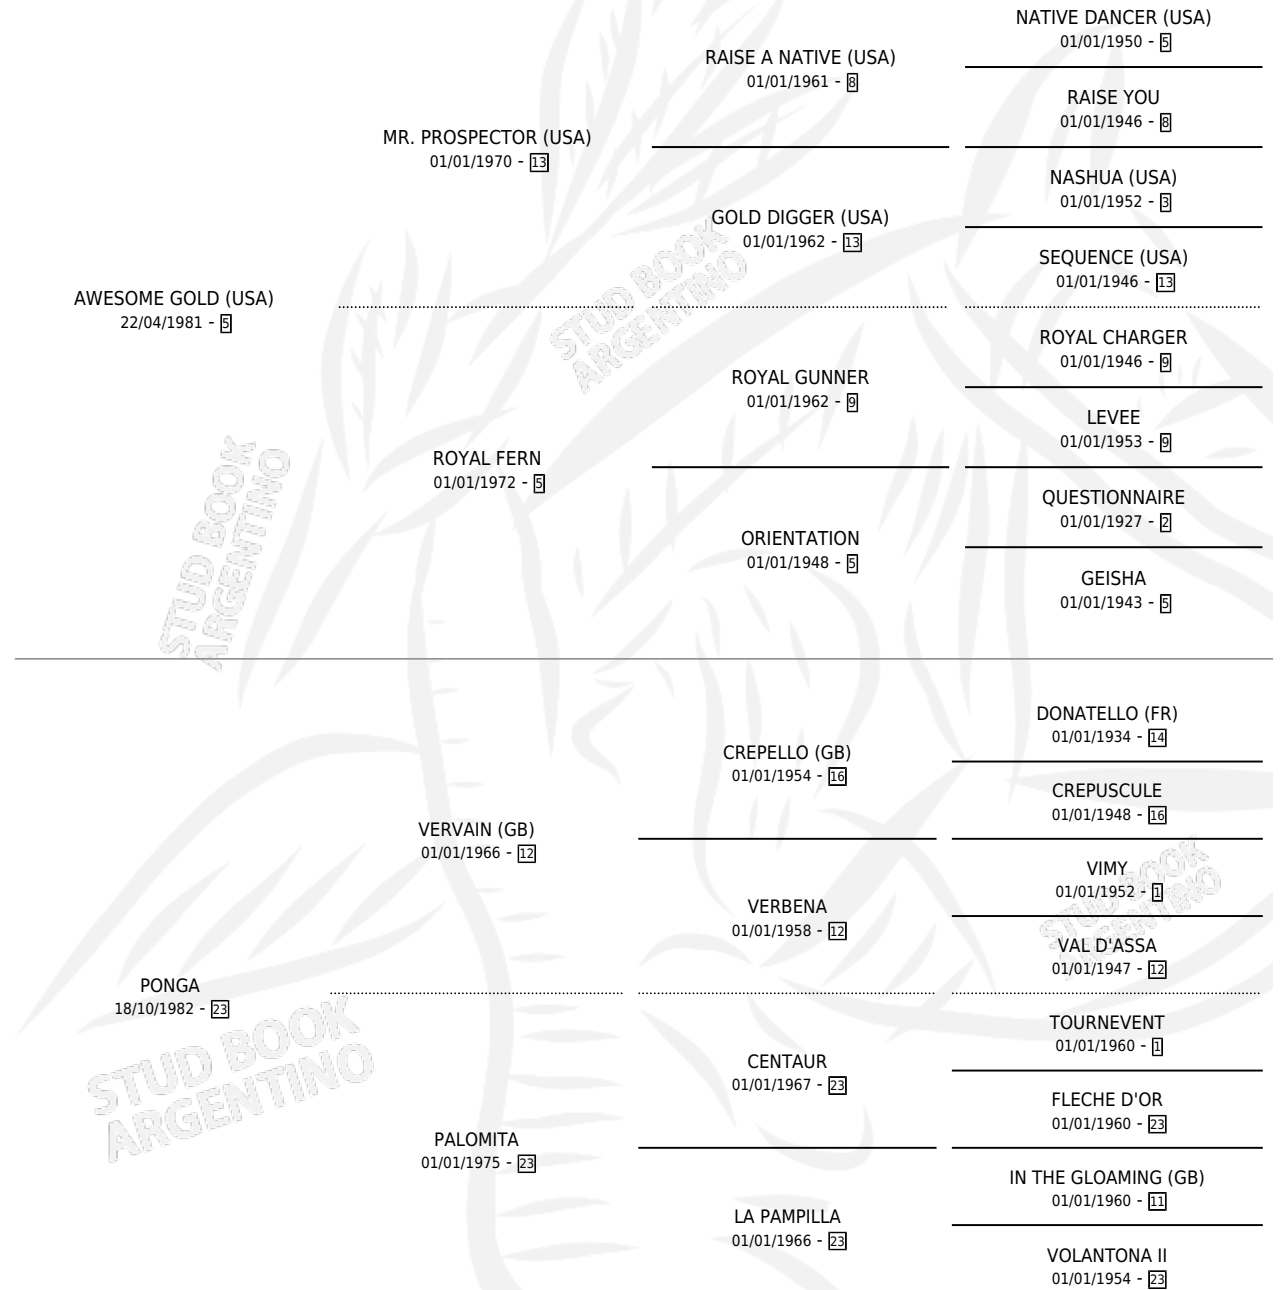 NATIVE DANCER (USA)
01/01/1950 - 5
RAISE A NATIVE (USA)
01/01/1961 - 8
RAISE YOU
01/01/1946 - 8
MR. PROSPECTOR (USA)
01/01/1970 - 13
NASHUA (USA)
01/01/1952 - 3
GOLD DIGGER (USA)
01/01/1962 - 13
SEQUENCE (USA)
01/01/1946 - 13
AWESOME GOLD (USA)
22/04/1981 - 5
STUD BOOK
ARGENTINO
ROYAL CHARGER
01/01/1946 - 9
ROYAL GUNNER
01/01/1962 - 9
LEVEE
01/01/1953 - 9
ROYAL FERN
01/01/1972 - 5
QUESTIONNAIRE
01/01/1927 - 2
ORIENTATION
01/01/1948 - 5
GEISHA
01/01/1943 - 5
STUD BOOK
ARGENTINO
DONATELLO (FR)
01/01/1934 - 14
CREPELLO (GB)
01/01/1954 - 16
CREPUSCULE
01/01/1948 - 16
VERVAIN (GB)
01/01/1966 - 12
VIMY
01/01/1952 - 1
VERBENA
01/01/1958 - 12
VAL D'ASSA
01/01/1947 - 12
STUD BOOK
ARGENTINO
PONGA
18/10/1982 - 23
STUD BOOK
ARGENTINO
TOURNEVENT
01/01/1960 - 1
CENTAUR
01/01/1967 - 23
FLECHE D'OR
01/01/1960 - 23
PALOMITA
01/01/1975 - 23
IN THE GLOAMING (GB)
01/01/1960 - 11
LA PAMPILLA
01/01/1966 - 23
VOLANTONA II
01/01/1954 - 23